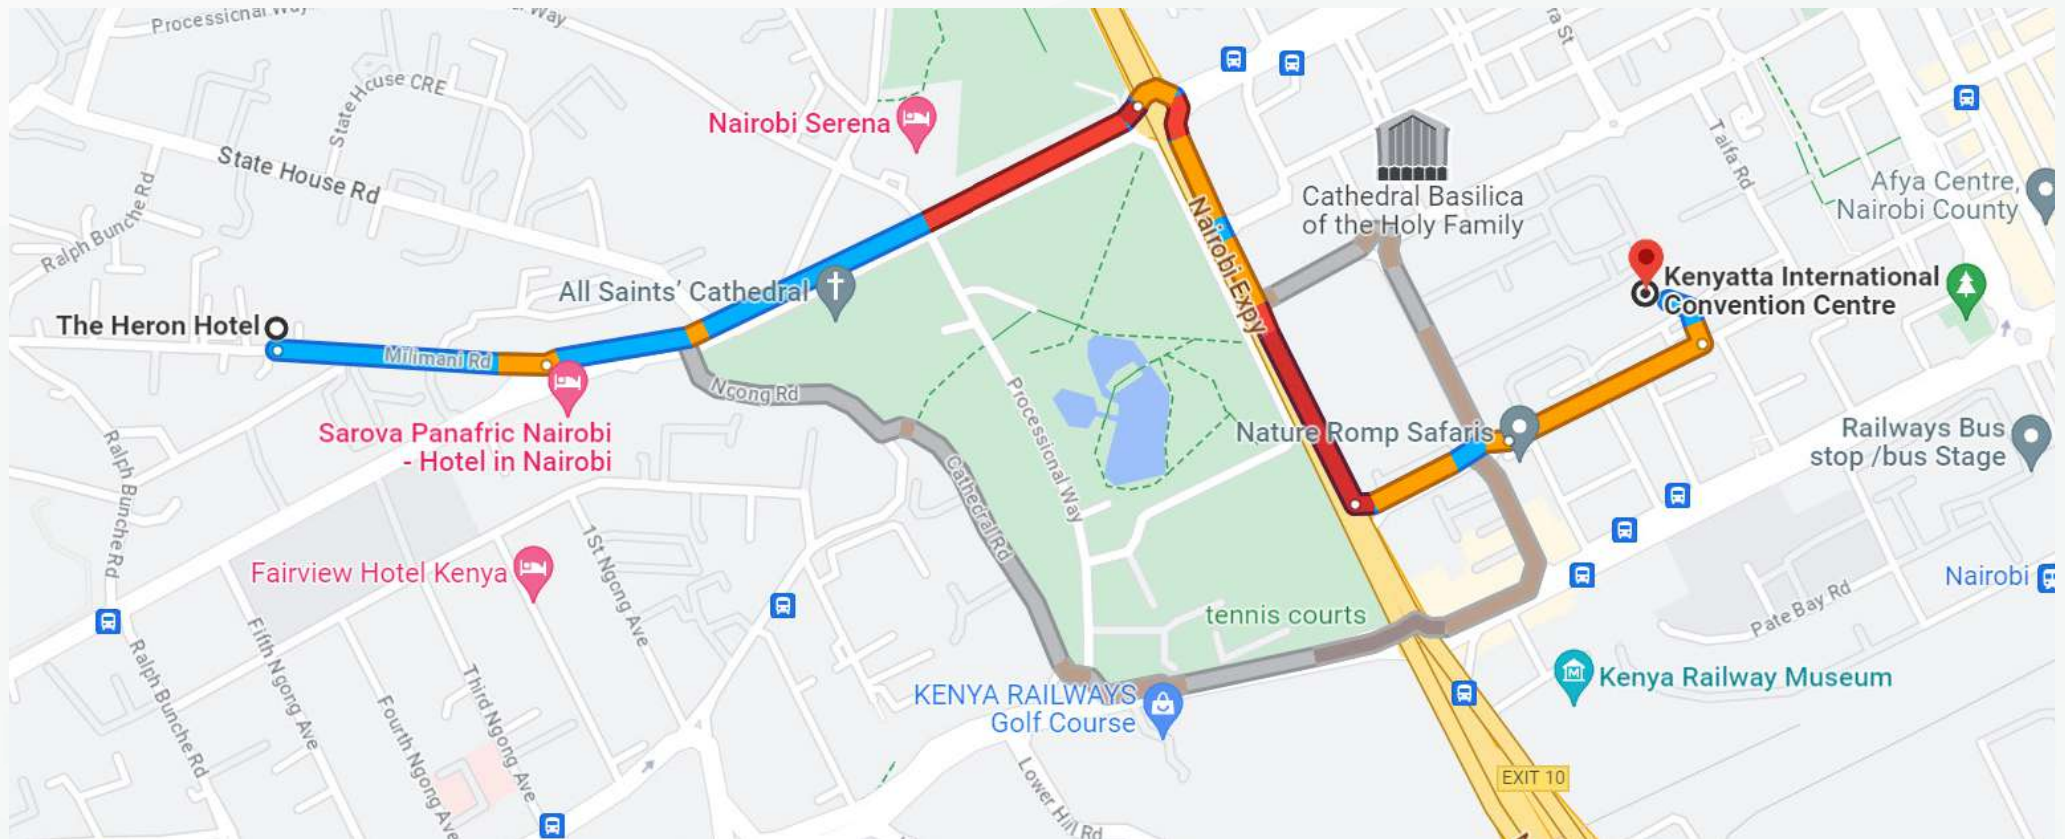 Processional Way
Way
State House CRE
Nairobi Serena
State House Rd
Ralph Bunche Rd
Taifa Rd
Cathedral Basilica
of the Holy Family
Afya Centre,
Nairobi County
Nairobi Expy
All Saints' Cathedral
Kenyatta International
Convention Centre
The Heron Hotel
Milimani Rd
Ngong Rd
Processional Way
Sarova Panafric Nairobi
- Hotel in Nairobi
Nature Romp Safaris
Railways Bus
stop /bus Stage
Ralph Bunche Rd
Cathedral Rd
Fairview Hotel Kenya
1St Ngong Ave
Nairobi
tennis courts
Pate Bay Rd
Fifth Ngong Ave
Ralph Bunche Rd
Third Ngong Ave
Kenya Railway Museum
KENYA RAILWAYS
Golf Course
Fourth Ngong Ave
Lower Hill Rd
EXIT 10